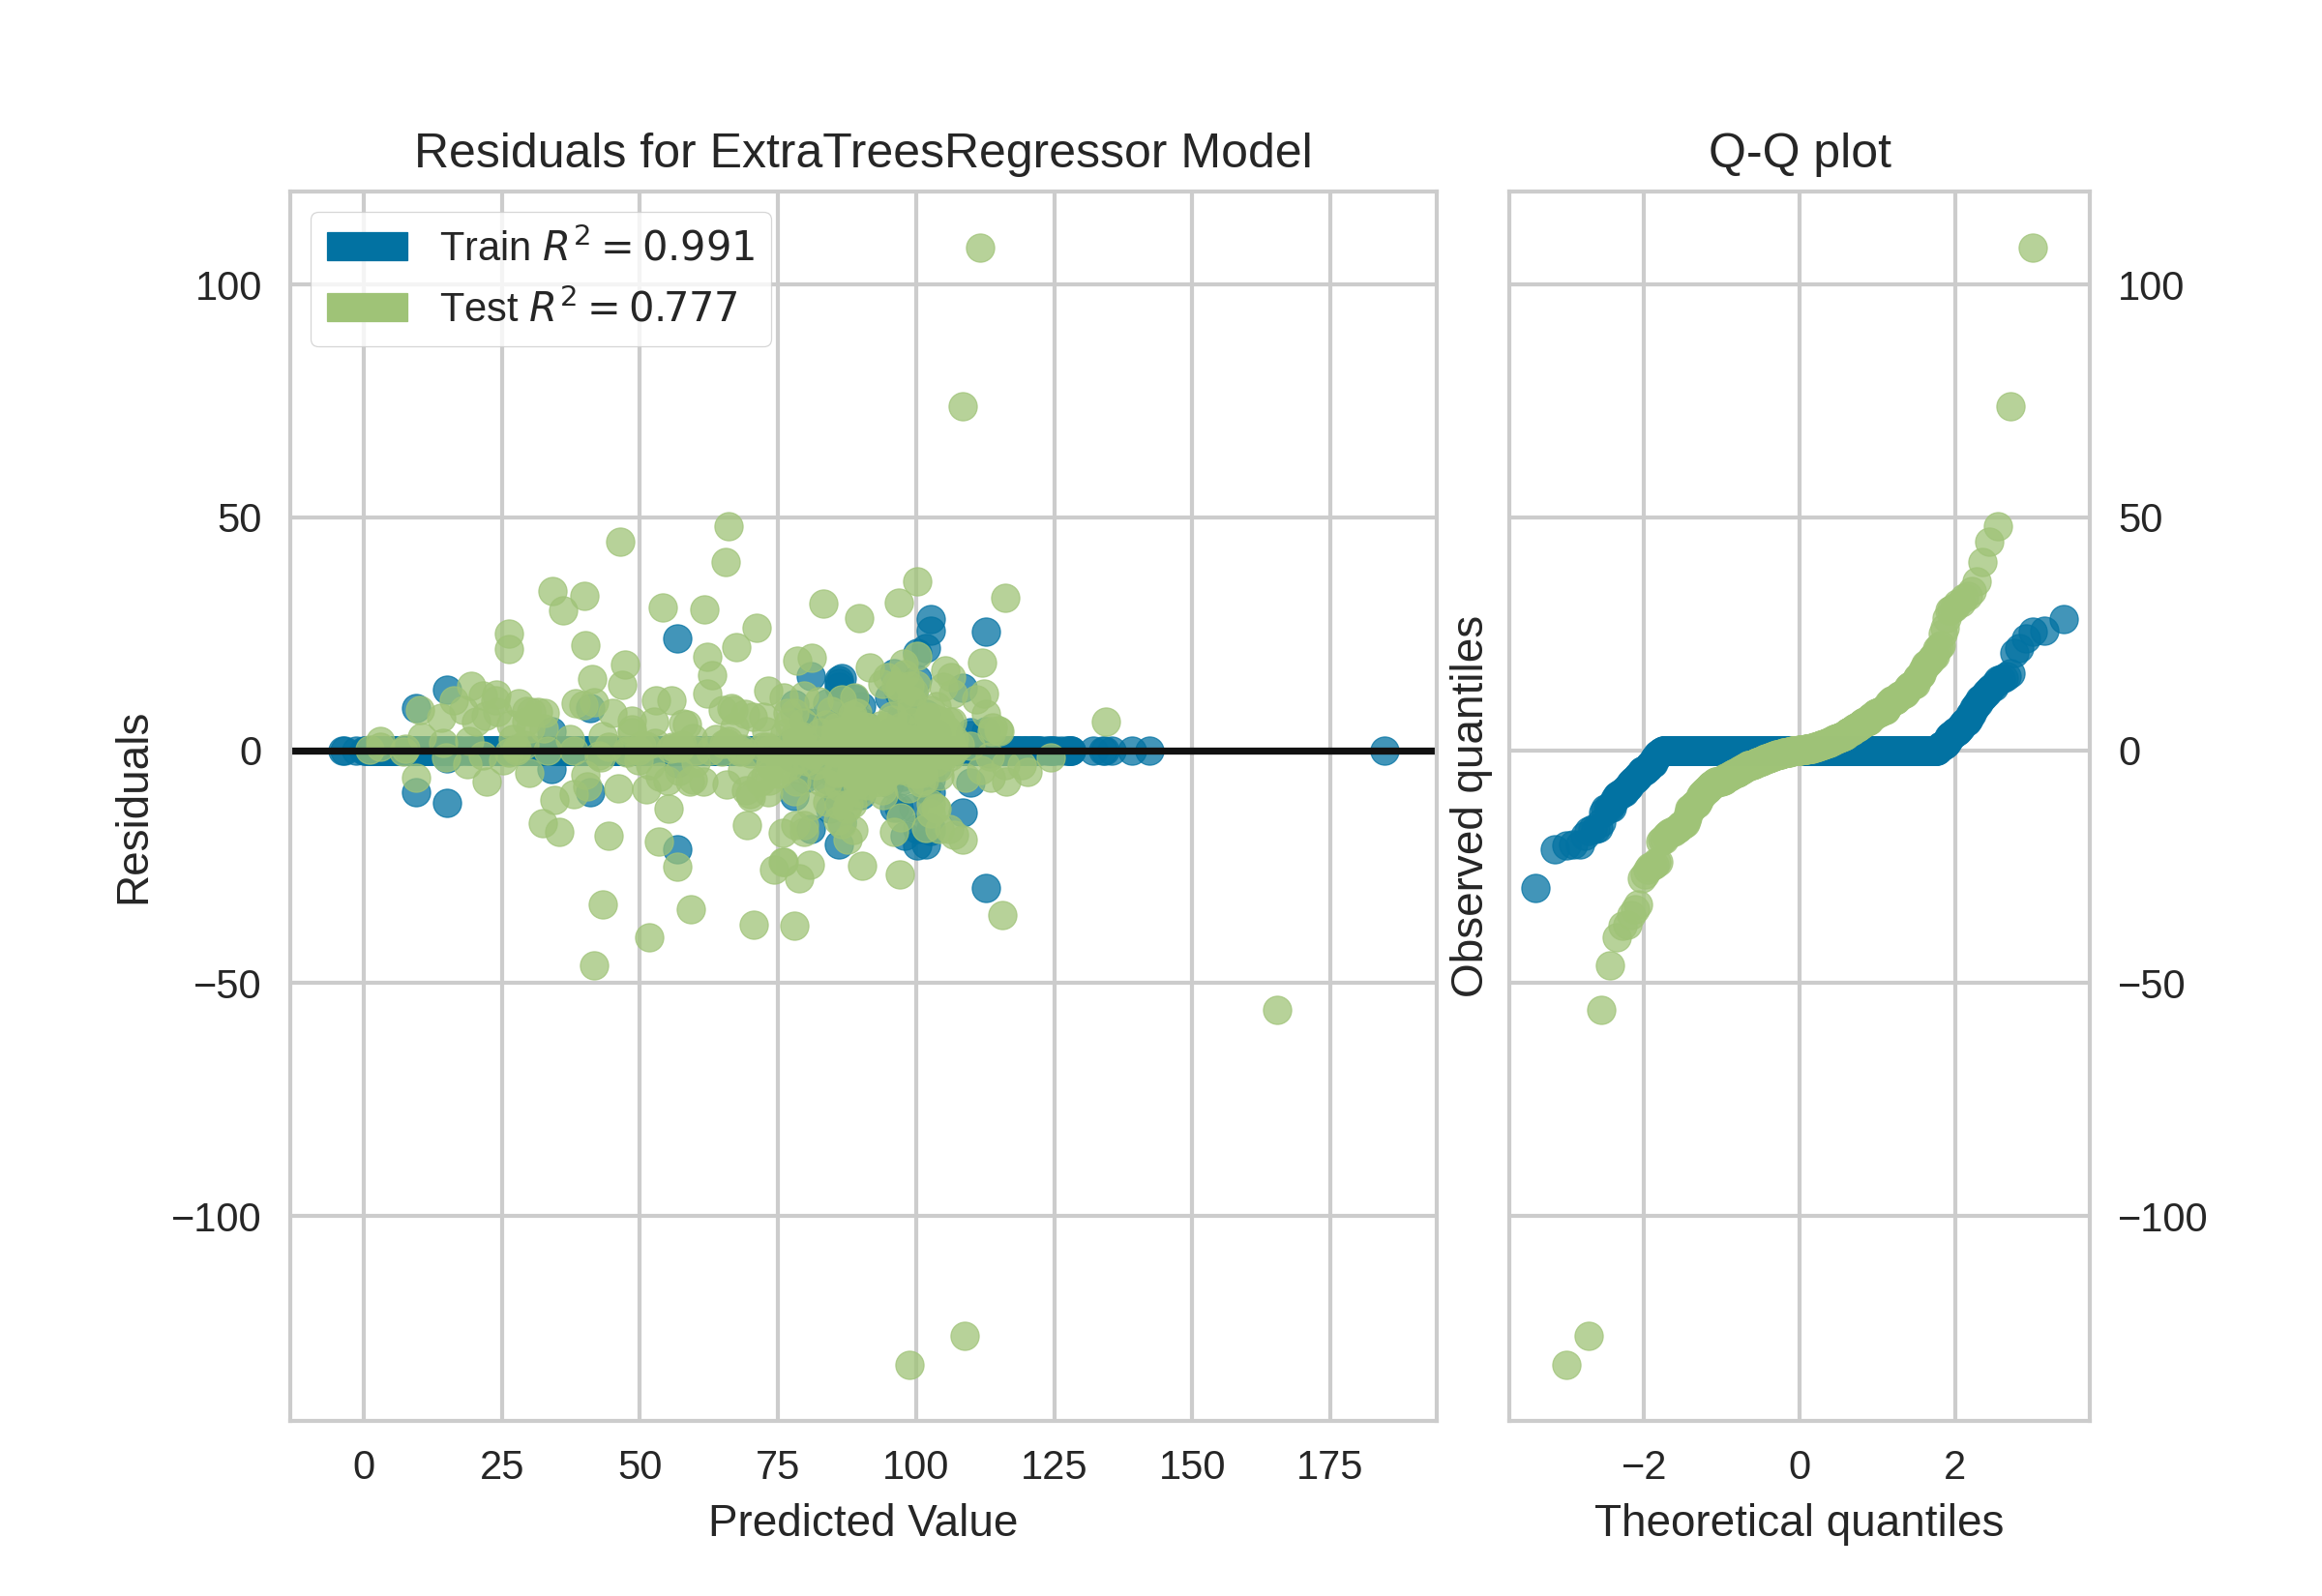 Residuals for ExtraTreesRegressor Model
Q-Q plot
Train R² = 0.991
Test R² = 0.777
100
50
0
−50
−100
Residuals
0 25 50 75 100 125 150 175
Predicted Value
Observed quantiles
100
50
0
−50
−100
−2 0 2
Theoretical quantiles